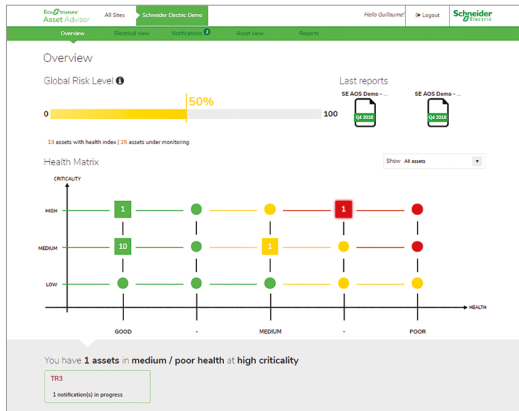 EcoStruxure
Asset Advisor
All Sites
Schneider Electric Demo
Hello Guillaume!
Logout
Schneider
Electric
Overview
Electrical view
Notifications 2
Asset view
Reports
Overview
Global Risk Level
Last reports
50%
0
100
SE AOS Demo - ...
SE AOS Demo - ...
Q4 2016
Q4 2016
13 assets with health index | 25 assets under monitoring
Health Matrix
Show All assets
CRITICALITY
HIGH
1
1
MEDIUM
10
1
LOW
HEALTH
GOOD
-
MEDIUM
-
POOR
You have 1 assets in medium / poor health at high criticality
TR3
1 notification(s) in progress